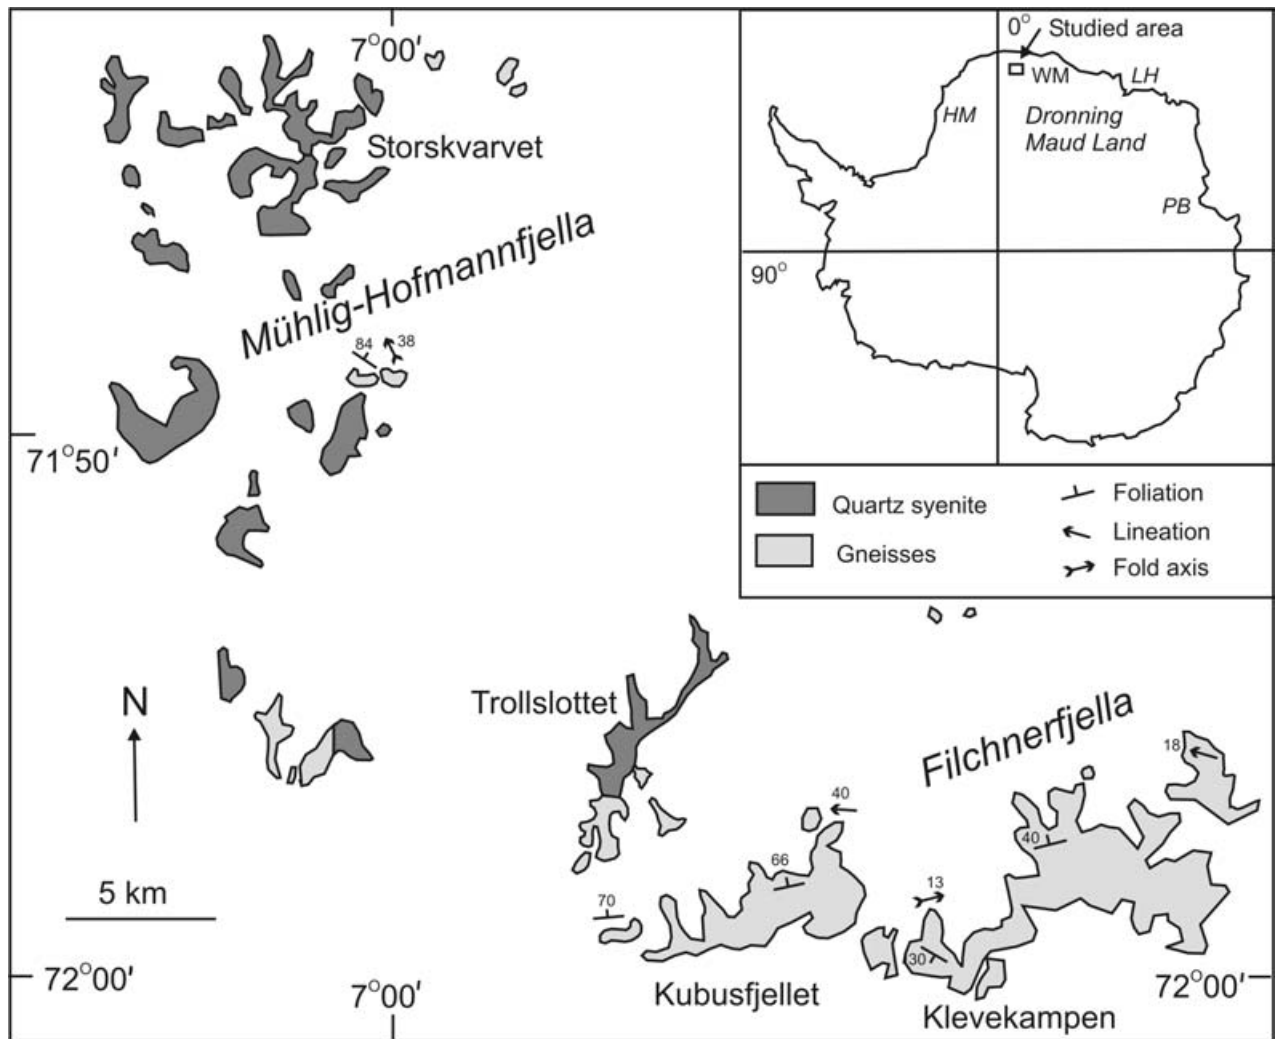 7°00′
Storskvarvet
Mühlig-Hofmannfjella
84
38
71°50′
0°
Studied area
WM
LH
HM
Dronning
Maud Land
PB
90°
Quartz syenite
Gneisses
Foliation
Lineation
Fold axis
N
5 km
Trollslottet
Filchnerfjella
18
40
40
66
13
70
30
Kubusfjellet
Klevekampen
72°00′
7°00′
72°00′